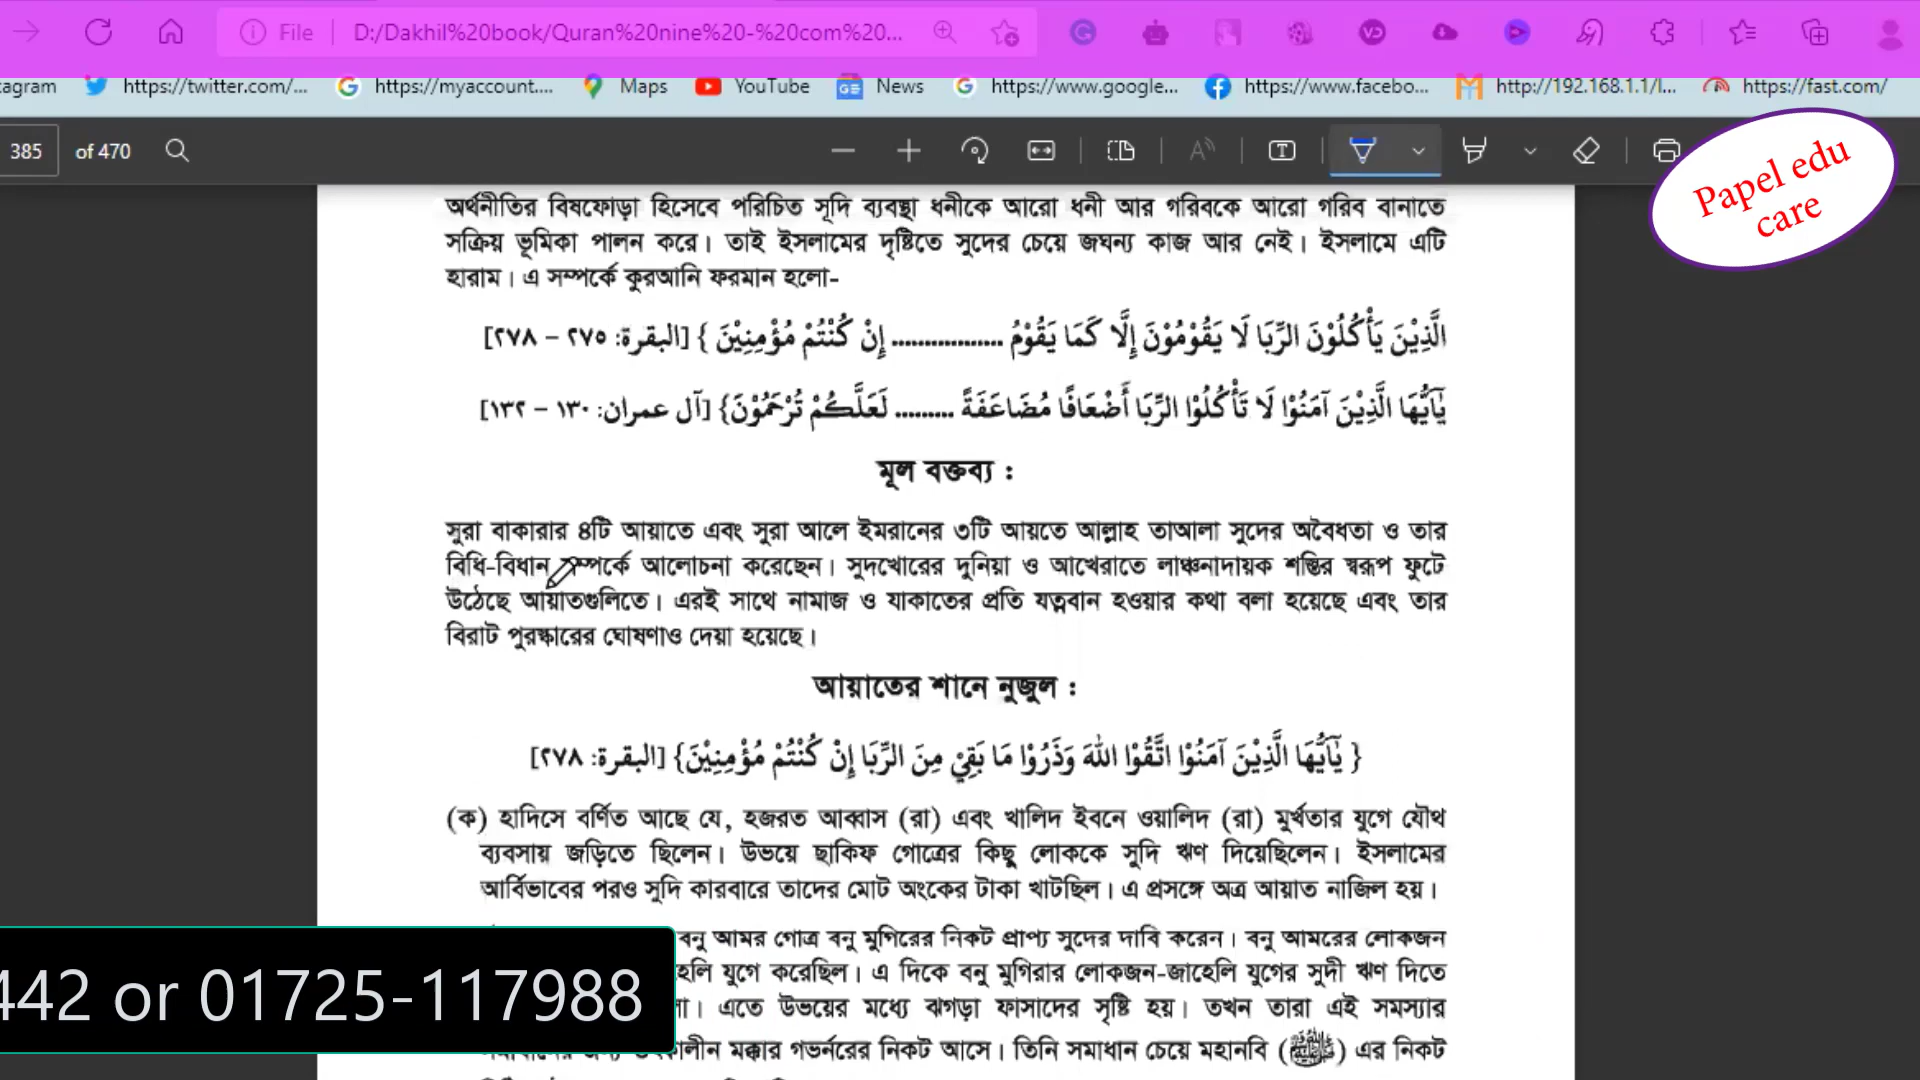 File
D:/Dakhil%20book/Quran%20nine%20-%20com%20...
agram
https://twitter.com/...
https://myaccount....
Maps
YouTube
News
https://www.google...
https://www.facebo...
http://192.168.1.1/l...
https://fast.com/
385 of 470
Papel edu
care
অর্থনীতির বিষফোড়া হিসেবে পরিচিত সূদি ব্যবস্থা ধনীকে আরো ধনী আর গরিবকে আরো গরিব বানাতে
সক্রিয় ভূমিকা পালন করে। তাই ইসলামের দৃষ্টিতে সুদের চেয়ে জঘন্য কাজ আর নেই। ইসলামে এটি
হারাম। এ সম্পর্কে কুরআনি ফরমান হলো-
الَّذِيْنَ يَأْكُلُوْنَ الرِّبَا لَا يَقُوْمُوْنَ إِلَّا كَمَا يَقُوْمُ ................. إِنْ كُنْتُمْ مُؤْمِنِيْنَ } [البقرة: ٢٧٥ – ٢٧٨]
يٰٓأَيُّهَا الَّذِيْنَ آمَنُوْا لَا تَأْكُلُوْا الرِّبَا أَضْعَافًا مُضَاعَفَةً ......... لَعَلَّكُمْ تُرْحَمُوْنَ} [آل عمران: ١٣٠ – ١٣٢]
মূল বক্তব্য :
সুরা বাকারার ৪টি আয়াতে এবং সুরা আলে ইমরানের ৩টি আয়তে আল্লাহ তাআলা সুদের অবৈধতা ও তার
বিধি-বিধান সম্পর্কে আলোচনা করেছেন। সুদখোরের দুনিয়া ও আখেরাতে লাঞ্চনাদায়ক শস্তির স্বরূপ ফুটে
উঠেছে আয়াতগুলিতে। এরই সাথে নামাজ ও যাকাতের প্রতি যত্নবান হওয়ার কথা বলা হয়েছে এবং তার
বিরাট পুরস্কারের ঘোষণাও দেয়া হয়েছে।
আয়াতের শানে নুজুল :
{ يٰٓأَيُّهَا الَّذِيْنَ آمَنُوْا اتَّقُوْا اللهَ وَذَرُوْا مَا بَقِيْ مِنَ الرِّبَا إِنْ كُنْتُمْ مُؤْمِنِيْنَ} [البقرة: ٢٧٨]
(ক) হাদিসে বর্ণিত আছে যে, হজরত আব্বাস (রা) এবং খালিদ ইবনে ওয়ালিদ (রা) মূর্খতার যুগে যৌথ
ব্যবসায় জড়িতে ছিলেন। উভয়ে ছাকিফ গোত্রের কিছু লোককে সুদি ঋণ দিয়েছিলেন। ইসলামের
আর্বিভাবের পরও সুদি কারবারে তাদের মোট অংকের টাকা খাটছিল। এ প্রসঙ্গে অত্র আয়াত নাজিল হয়।
বনু আমর গোত্র বনু মুগিরের নিকট প্রাপ্য সুদের দাবি করেন। বনু আমরের লোকজন
হেলি যুগে করেছিল। এ দিকে বনু মুগিরার লোকজন-জাহেলি যুগের সুদী ঋণ দিতে
442 or 01725-117988
এতে উভয়ের মধ্যে ঝগড়া ফাসাদের সৃষ্টি হয়। তখন তারা এই সমস্যার
মক্কার গভর্নরের নিকট আসে। তিনি সমাধান চেয়ে মহানবি (ﷺ) এর নিকট